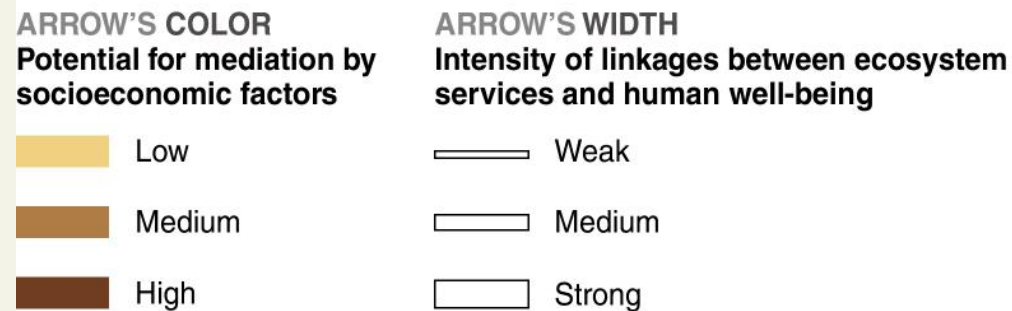 ARROW'S COLOR
Potential for mediation by
socioeconomic factors
Low
Medium
High
ARROW'S WIDTH
Intensity of linkages between ecosystem
services and human well-being
Weak
Medium
Strong